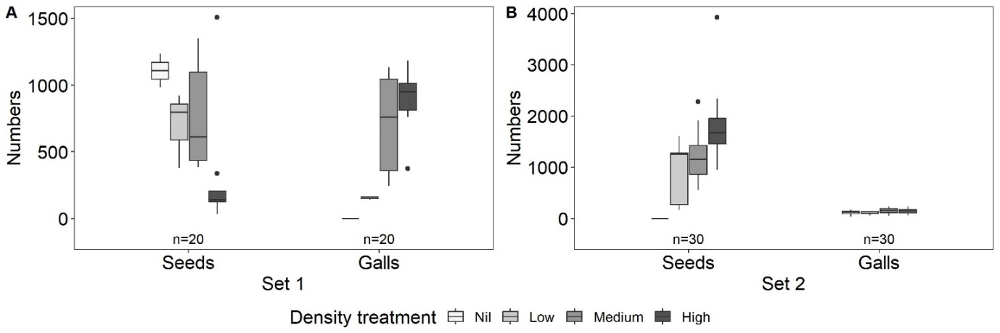 A
Numbers
1500
1000
500
0
n=20
n=20
Seeds
Galls
Set 1
B
Numbers
4000
3000
2000
1000
0
n=30
n=30
Seeds
Galls
Set 2
Density treatment Nil Low Medium High